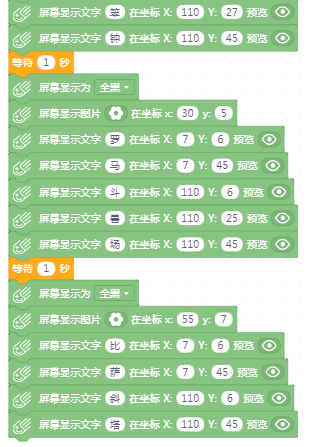 屏幕显示文字 笨 在坐标 X: 110 Y: 27 预览
屏幕显示文字 钟 在坐标 X: 110 Y: 45 预览
等待 1 秒
屏幕显示为 全黑
屏幕显示图片 在坐标 x: 30 y: 5
屏幕显示文字 罗 在坐标 X: 7 Y: 6 预览
屏幕显示文字 马 在坐标 X: 7 Y: 45 预览
屏幕显示文字 斗 在坐标 X: 110 Y: 6 预览
屏幕显示文字 兽 在坐标 X: 110 Y: 25 预览
屏幕显示文字 场 在坐标 X: 110 Y: 45 预览
等待 1 秒
屏幕显示为 全黑
屏幕显示图片 在坐标 x: 55 y: 7
屏幕显示文字 比 在坐标 X: 7 Y: 6 预览
屏幕显示文字 萨 在坐标 X: 7 Y: 45 预览
屏幕显示文字 斜 在坐标 X: 110 Y: 6 预览
屏幕显示文字 塔 在坐标 X: 110 Y: 45 预览